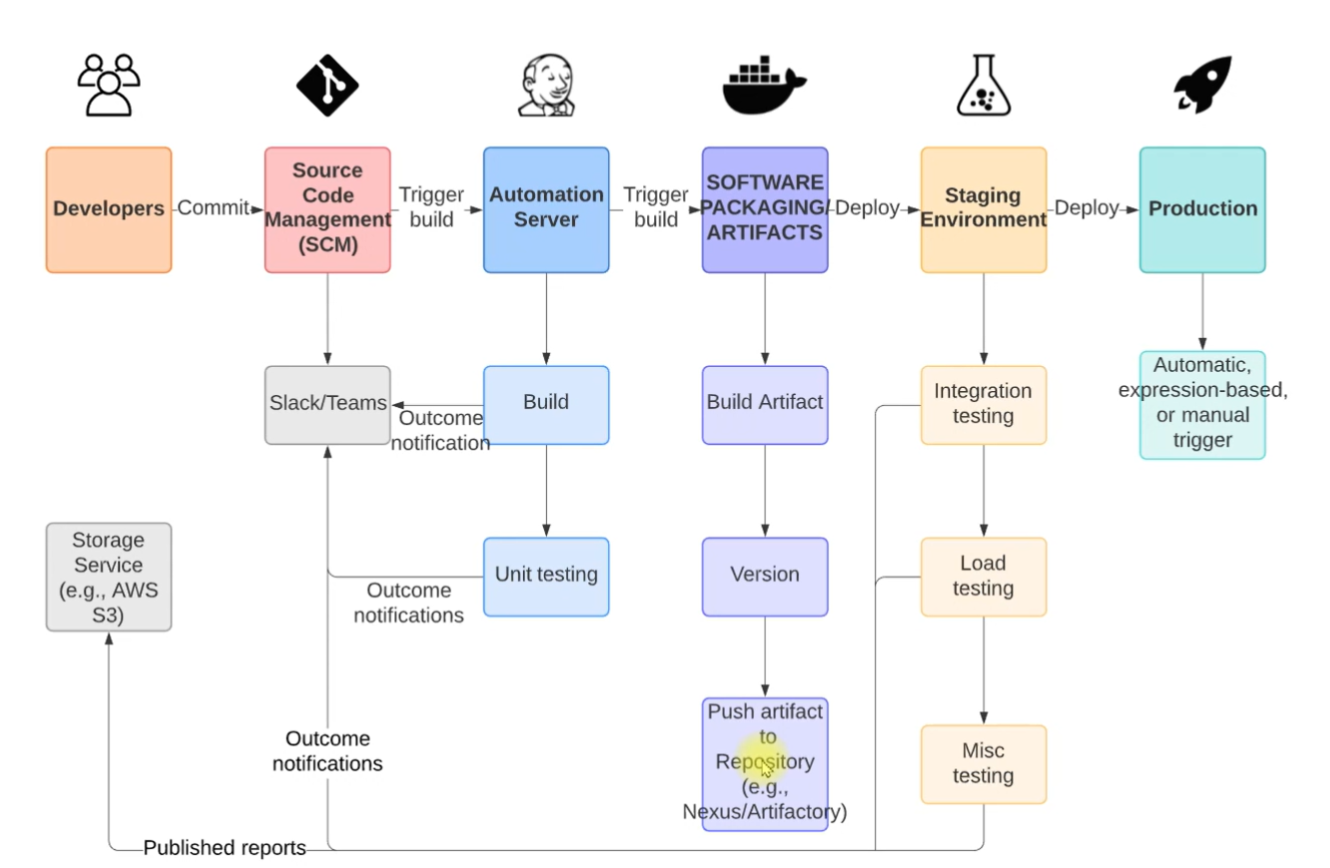 Developers
Commit
Source
Code
Management
(SCM)
Trigger
build
Automation
Server
Trigger
build
SOFTWARE
PACKAGING/
ARTIFACTS
Deploy
Staging
Environment
Deploy
Production
Slack/Teams
Outcome
notification
Build
Build Artifact
Integration
testing
Automatic,
expression-based,
or manual
trigger
Storage
Service
(e.g., AWS
S3)
Outcome
notifications
Unit testing
Version
Load
testing
Outcome
notifications
Push artifact
to
Repository
(e.g.,
Nexus/Artifactory)
Misc
testing
Published reports